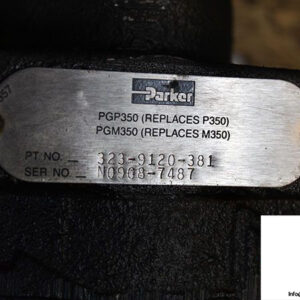 Parker
PGP350 (REPLACES P350)
PGM350 (REPLACES M350)
PT NO. 323-9120-381
SER NO. N0908-7487